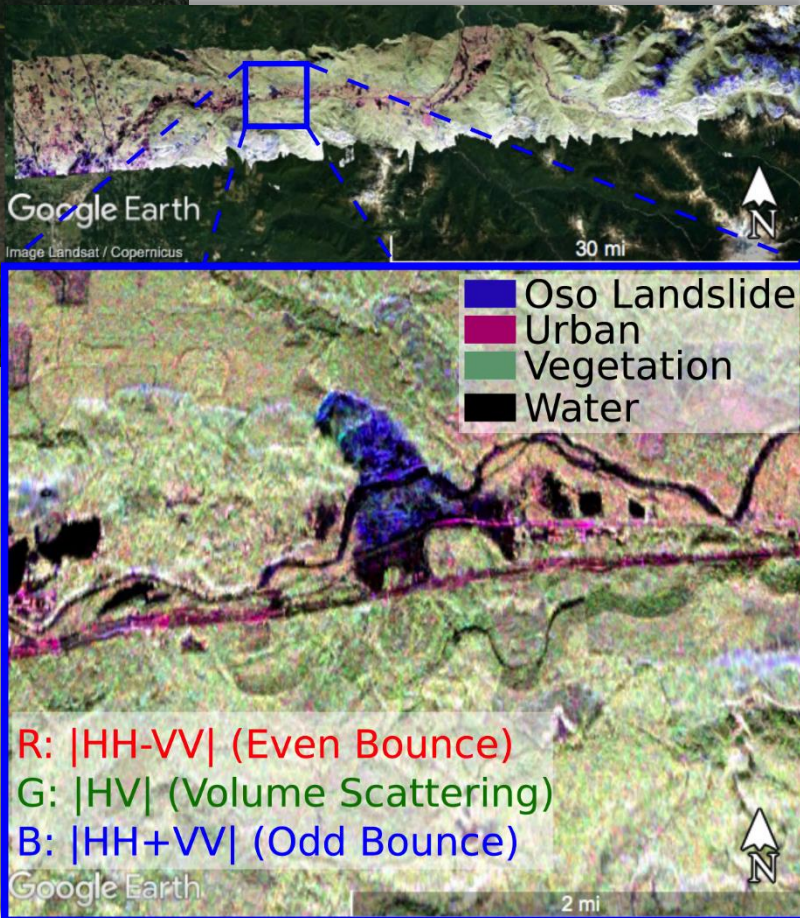 Google Earth
Image Landsat / Copernicus
N
30 mi
Oso Landslide
Urban
Vegetation
Water
R: |HH-VV| (Even Bounce)
G: |HV| (Volume Scattering)
B: |HH+VV| (Odd Bounce)
N
Google Earth
2 mi